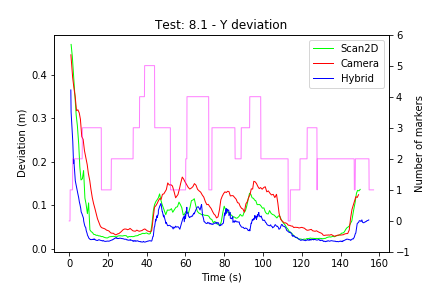 Test: 8.1 - Y deviation
Scan2D
Camera
Hybrid
Deviation (m)
0.4
0.3
0.2
0.1
0.0
6
5
4
3
2
1
0
−1
Number of markers
0 20 40 60 80 100 120 140 160
Time (s)